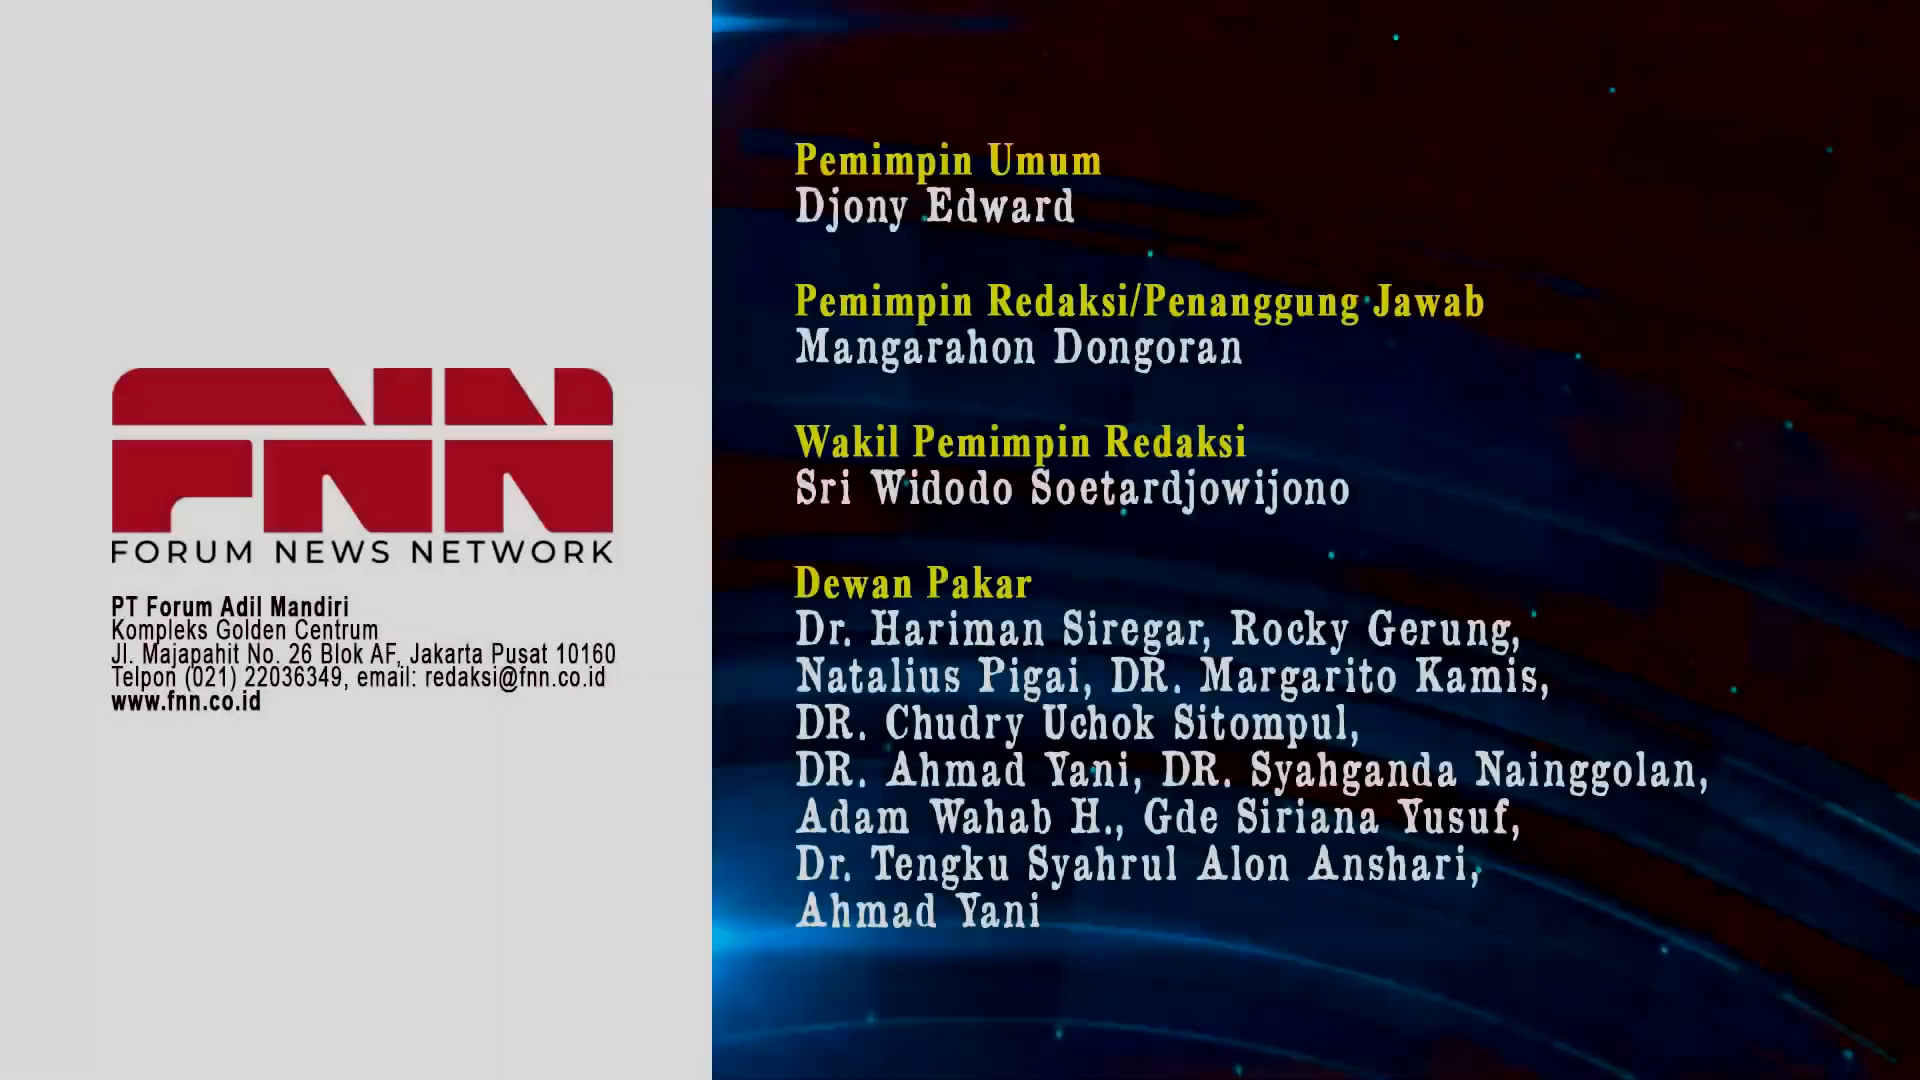 FNN
FORUM NEWS NETWORK
PT Forum Adil Mandiri
Kompleks Golden Centrum
Jl. Majapahit No. 26 Blok AF, Jakarta Pusat 10160
Telpon (021) 22036349, email: redaksi@fnn.co.id
www.fnn.co.id
Pemimpin Umum
Djony Edward
Pemimpin Redaksi/Penanggung Jawab
Mangarahon Dongoran
Wakil Pemimpin Redaksi
Sri Widodo Soetardjowijono
Dewan Pakar
Dr. Hariman Siregar, Rocky Gerung,
Natalius Pigai, DR. Margarito Kamis,
DR. Chudry Uchok Sitompul,
DR. Ahmad Yani, DR. Syahganda Nainggolan,
Adam Wahab H., Gde Siriana Yusuf,
Dr. Tengku Syahrul Alon Anshari,
Ahmad Yani